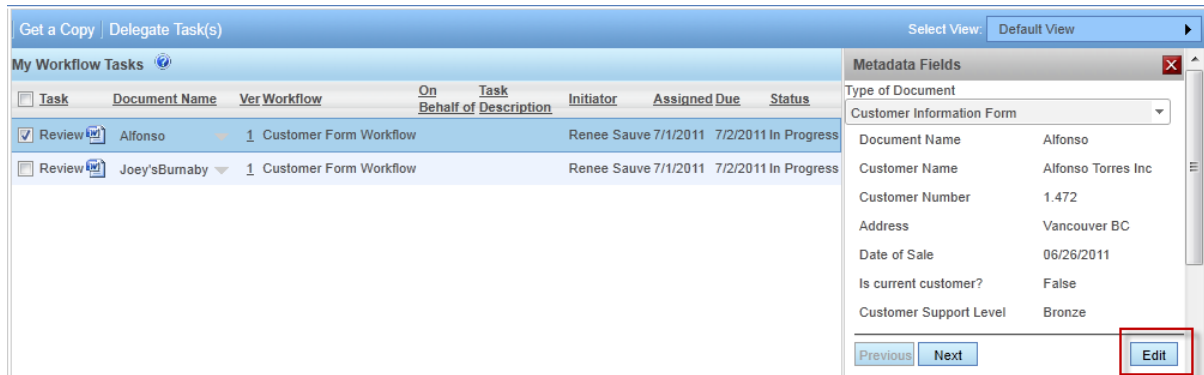 Get a Copy Delegate Task(s) Select View: Default View
My Workflow Tasks
Task Document Name Ver Workflow On Behalf of Task Description Initiator Assigned Due Status
Review Alfonso 1 Customer Form Workflow Renee Sauve 7/1/2011 7/2/2011 In Progress
Review Joey'sBurnaby 1 Customer Form Workflow Renee Sauve 7/1/2011 7/2/2011 In Progress
Metadata Fields
Type of Document
Customer Information Form
Document Name Alfonso
Customer Name Alfonso Torres Inc
Customer Number 1.472
Address Vancouver BC
Date of Sale 06/26/2011
Is current customer? False
Customer Support Level Bronze
Previous Next Edit